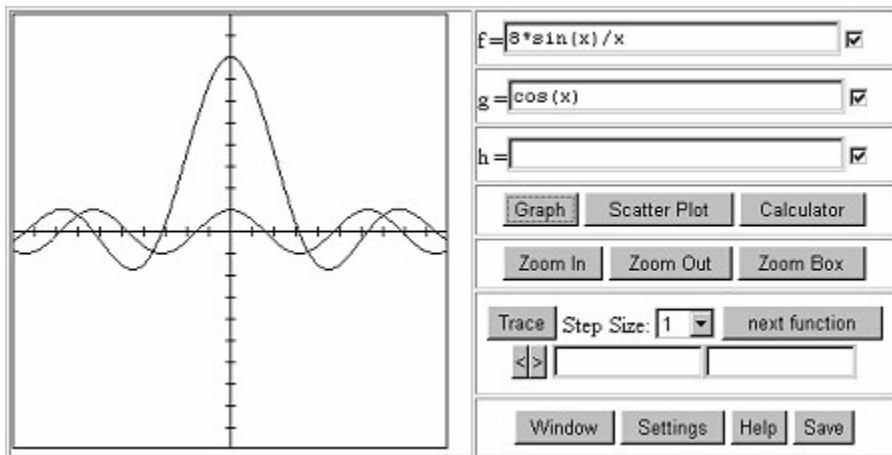 f= 8*sin(x)/x
g= cos(x)
h=
Graph Scatter Plot Calculator
Zoom In Zoom Out Zoom Box
Trace Step Size: 1 next function
< >
Window Settings Help Save